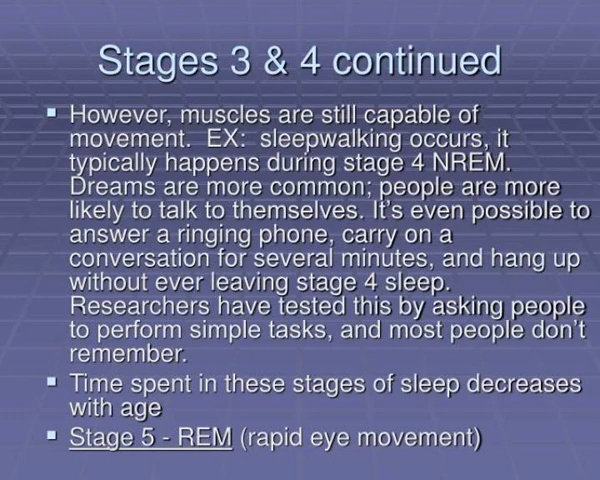 Stages 3 & 4 continued
However, muscles are still capable of
movement.  EX:  sleepwalking occurs, it
typically happens during stage 4 NREM.
Dreams are more common; people are more
likely to talk to themselves. It's even possible to
answer a ringing phone, carry on a
conversation for several minutes, and hang up
without ever leaving stage 4 sleep.
Researchers have tested this by asking people
to perform simple tasks, and most people don't
remember.
Time spent in these stages of sleep decreases
with age
Stage 5 - REM (rapid eye movement)